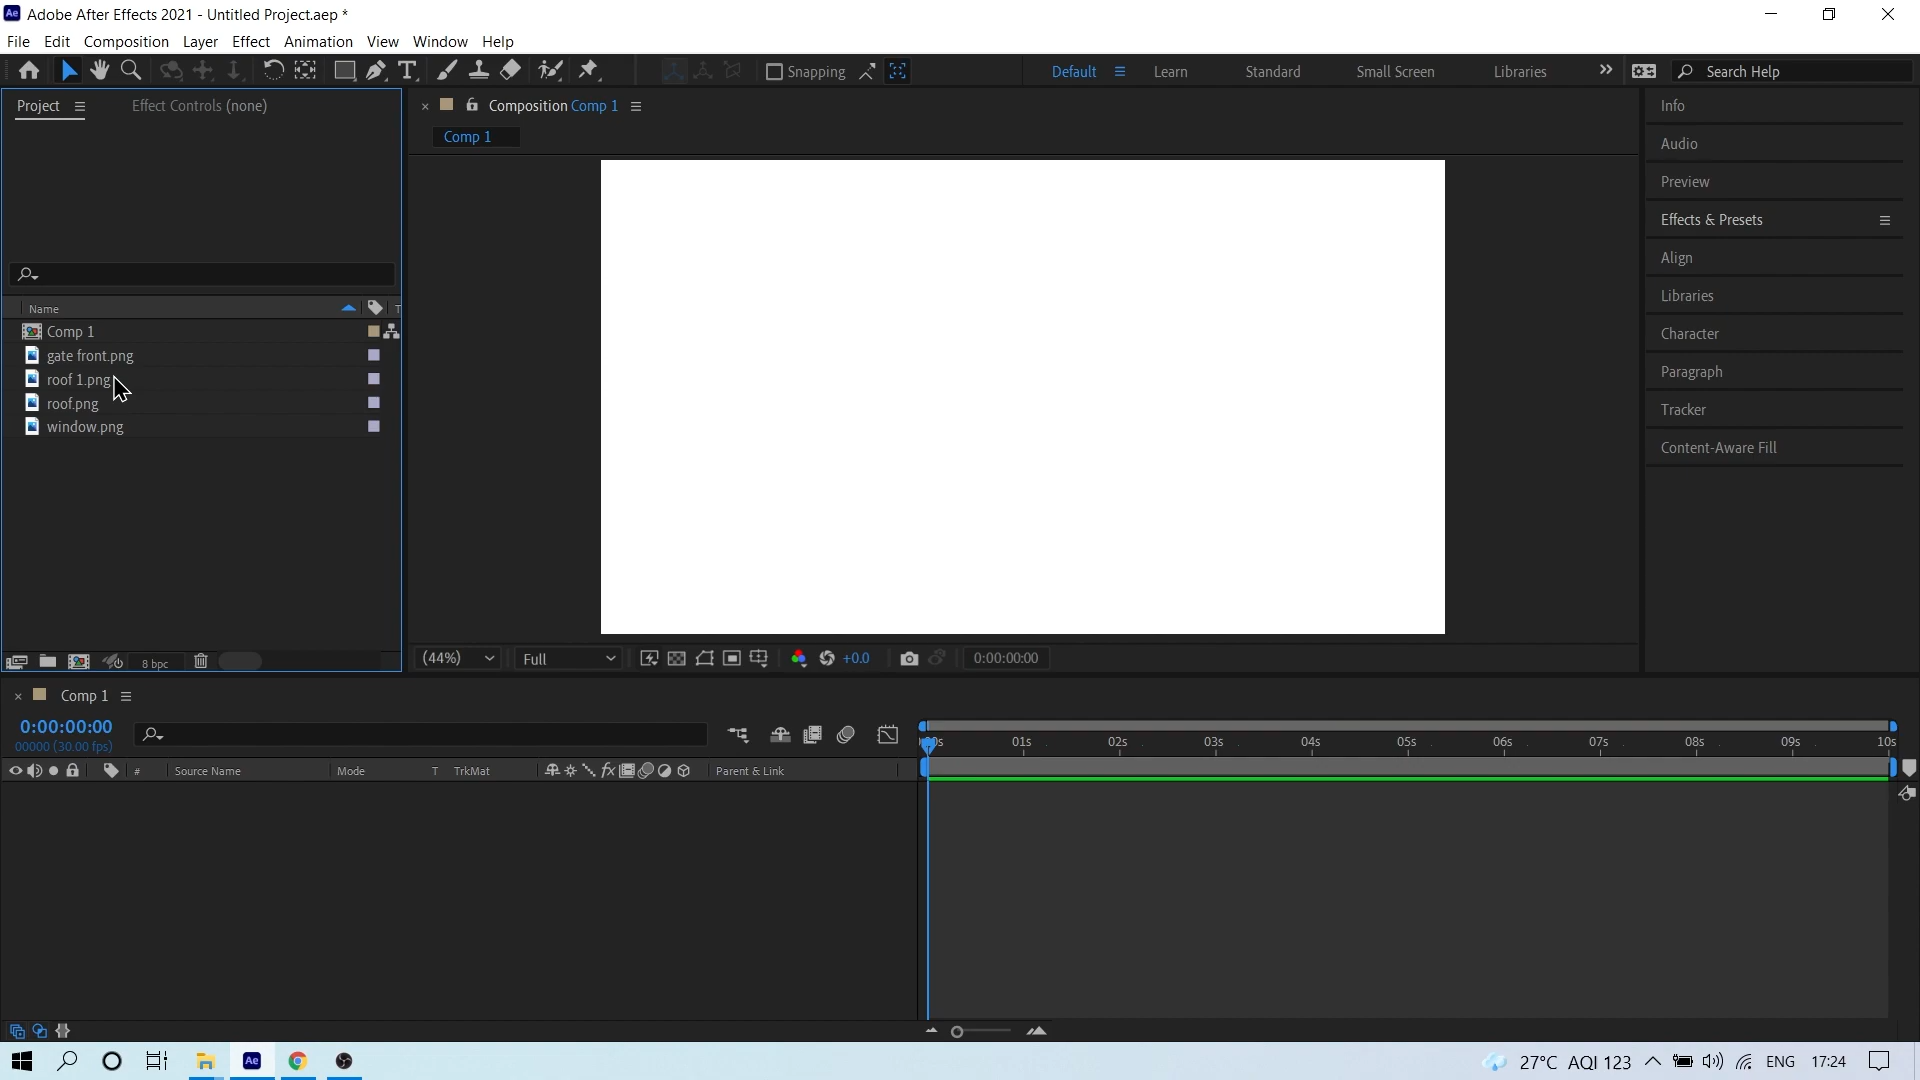 Ae Adobe After Effects 2021 - Untitled Project.aep *
File Edit Composition Layer Effect Animation View Window Help
Snapping
Default Learn Standard Small Screen Libraries Search Help
Project Effect Controls (none)
Composition Comp 1
Comp 1
Name T
Comp 1
gate front.png
roof 1.png
roof.png
window.png
8 bpc
(44%) Full +0.0 0:00:00:00
Info
Audio
Preview
Effects & Presets
Align
Libraries
Character
Paragraph
Tracker
Content-Aware Fill
Comp 1
0:00:00:00
00000 (30.00 fps)
01s 02s 03s 04s 05s 06s 07s 08s 09s 10s
# Source Name Mode T TrkMat fx Parent & Link
Ae 27°C AQI 123 ENG 17:24